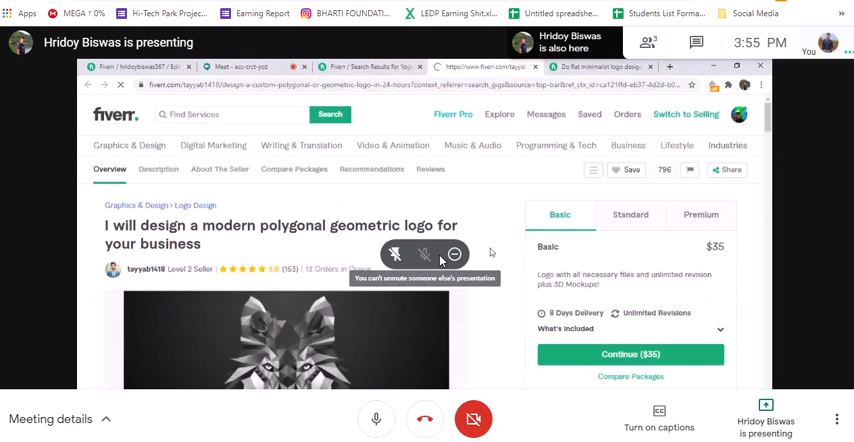 Apps
MEGA ↑ 0%
Hi-Tech Park Projec...
Earning Report
BHARTI FOUNDATI...
LEDP Earning Shit.xl...
Untitled spreadshe...
Students List Forma...
Social Media
»
Hridoy Biswas is presenting
Hridoy Biswas
is also here
3
3:55 PM
You
Fiverr / hridoybiswas367 / Edi
Meet - acc-crct-yoz
Fiverr / Search Results for 'logo
https://www.fiverr.com/tayyab
Do flat minimalist logo design
fiverr.com/tayyab1418/design-a-custom-polygonal-or-geometric-logo-in-24-hours?context_referrer=search_gigs&source=top-bar&ref_ctx_id=ca121ffd-eb37-4d2d-b0...
fiverr.
Find Services
Search
Fiverr Pro
Explore
Messages
Saved
Orders
Switch to Selling
Graphics & Design
Digital Marketing
Writing & Translation
Video & Animation
Music & Audio
Programming & Tech
Business
Lifestyle
Industries
Overview
Description
About The Seller
Compare Packages
Recommendations
Reviews
Save
796
Share
Graphics & Design › Logo Design
I will design a modern polygonal geometric logo for
your business
tayyab1418 Level 2 Seller | 5.0 (153) | 13 Orders in Queue
You can't unmute someone else's presentation
Basic
Standard
Premium
Basic
$35
Logo with all necessary files and unlimited revision
plus 3D Mockups!
8 Days Delivery
Unlimited Revisions
What's Included
Continue ($35)
Compare Packages
Meeting details
Turn on captions
Hridoy Biswas
is presenting